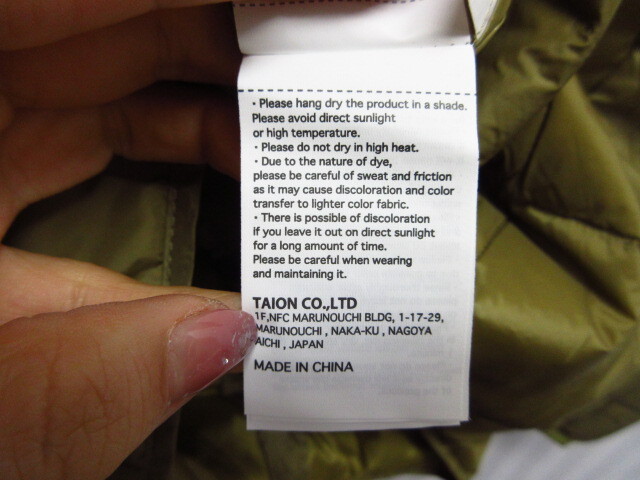 · Please hang dry the product in a shade.
Please avoid direct sunlight
or high temperature.
· Please do not dry in high heat.
· Due to the nature of dye,
please be careful of sweat and friction
as it may cause discoloration and color
transfer to lighter color fabric.
· There is possible of discoloration
if you leave it out on direct sunlight
for a long amount of time.
Please be careful when wearing
and maintaining it.
TAION CO.,LTD
1F,NFC MARUNOUCHI BLDG, 1-17-29,
MARUNOUCHI , NAKA-KU , NAGOYA
AICHI , JAPAN
MADE IN CHINA